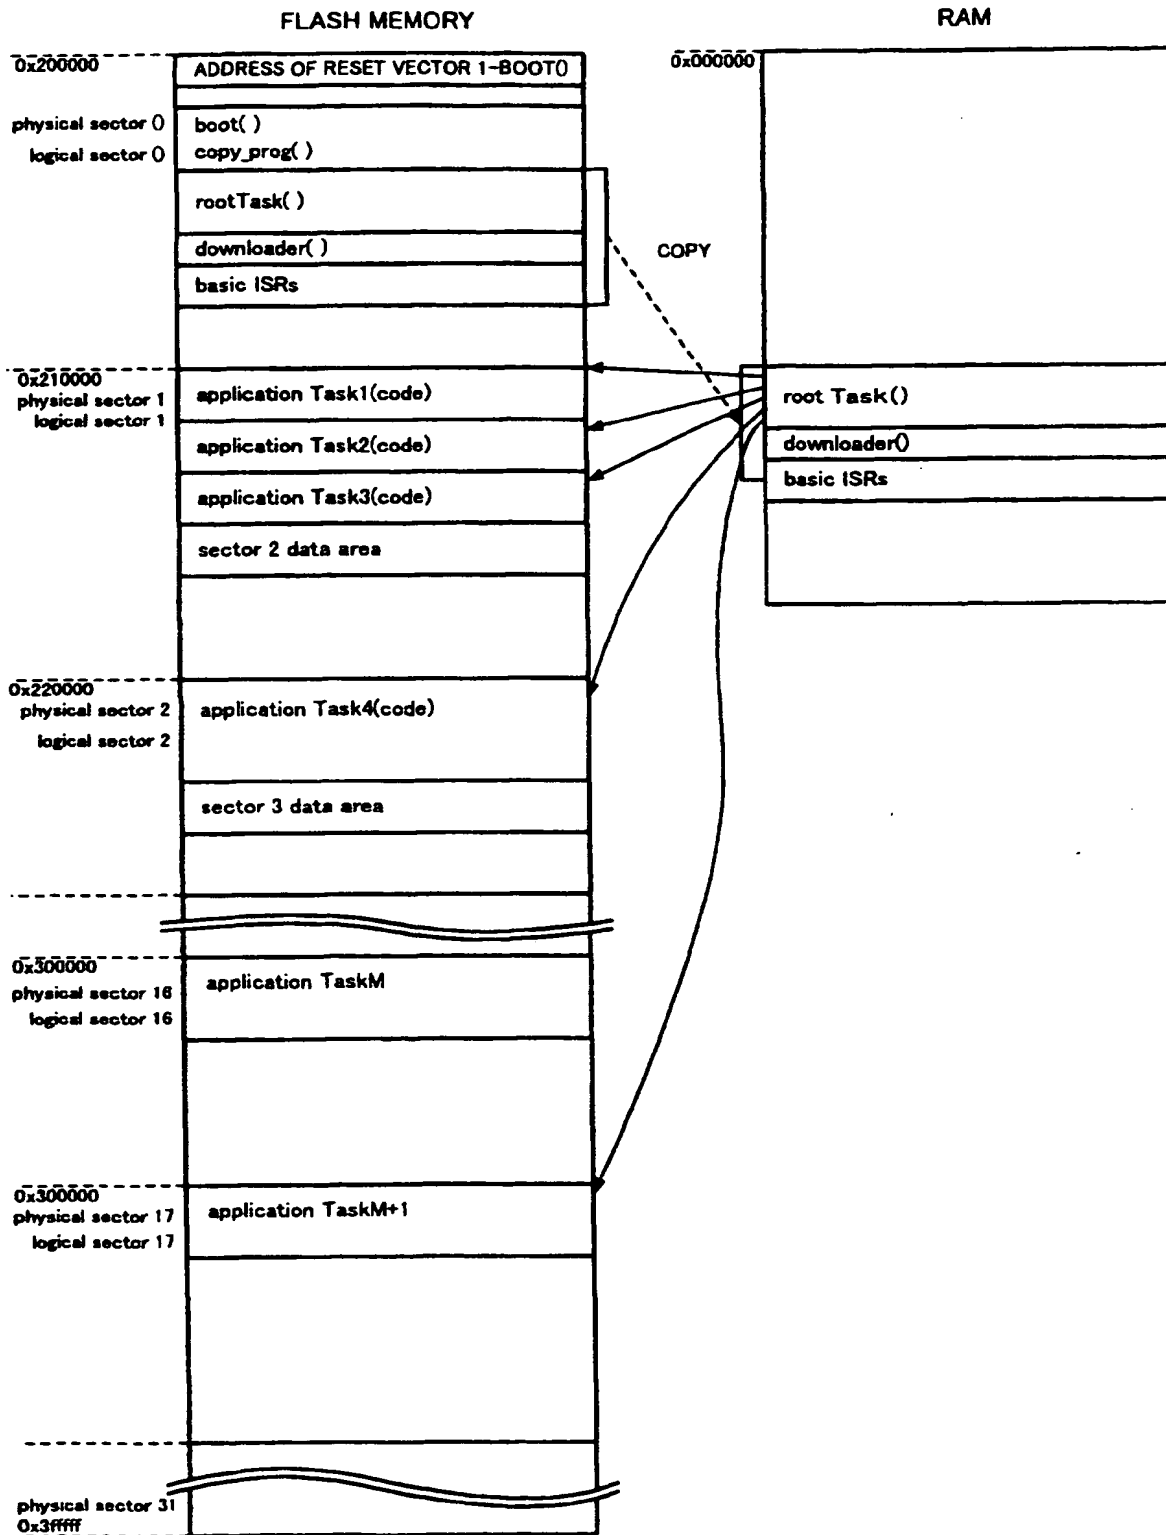 FLASH MEMORY
RAM
0x200000
ADDRESS OF RESET VECTOR 1-BOOT()
0x000000
physical sector 0
boot( )
logical sector 0
copy_prog( )
rootTask( )
downloader( )
basic ISRs
COPY
0x210000
physical sector 1
logical sector 1
application Task1(code)
application Task2(code)
application Task3(code)
sector 2 data area
root Task()
downloader()
basic ISRs
0x220000
physical sector 2
logical sector 2
application Task4(code)
sector 3 data area
0x300000
physical sector 16
logical sector 16
application TaskM
0x300000
physical sector 17
logical sector 17
application TaskM+1
physical sector 31
0x3fffff